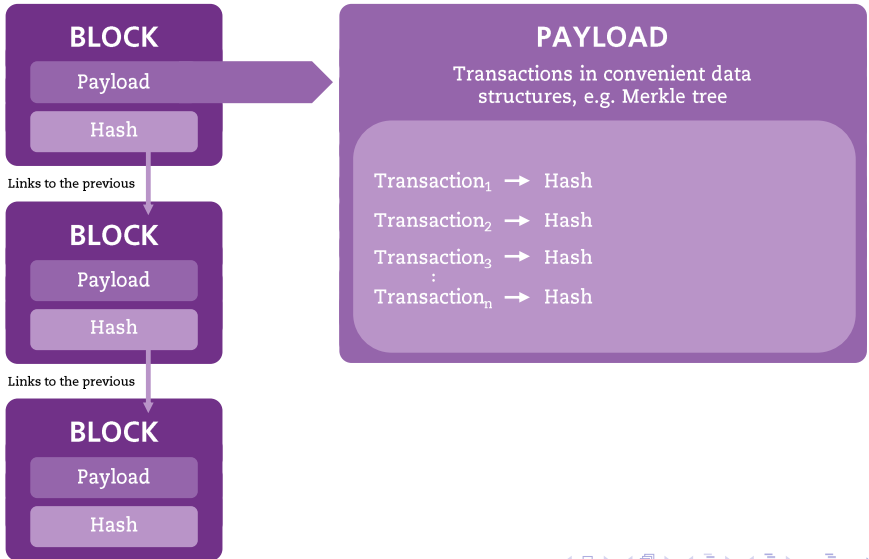 BLOCK
Payload
Hash
Links to the previous
BLOCK
Payload
Hash
Links to the previous
BLOCK
Payload
Hash
PAYLOAD
Transactions in convenient data
structures, e.g. Merkle tree
Transaction₁ → Hash
Transaction₂ → Hash
Transaction₃ → Hash
:
Transactionₙ → Hash